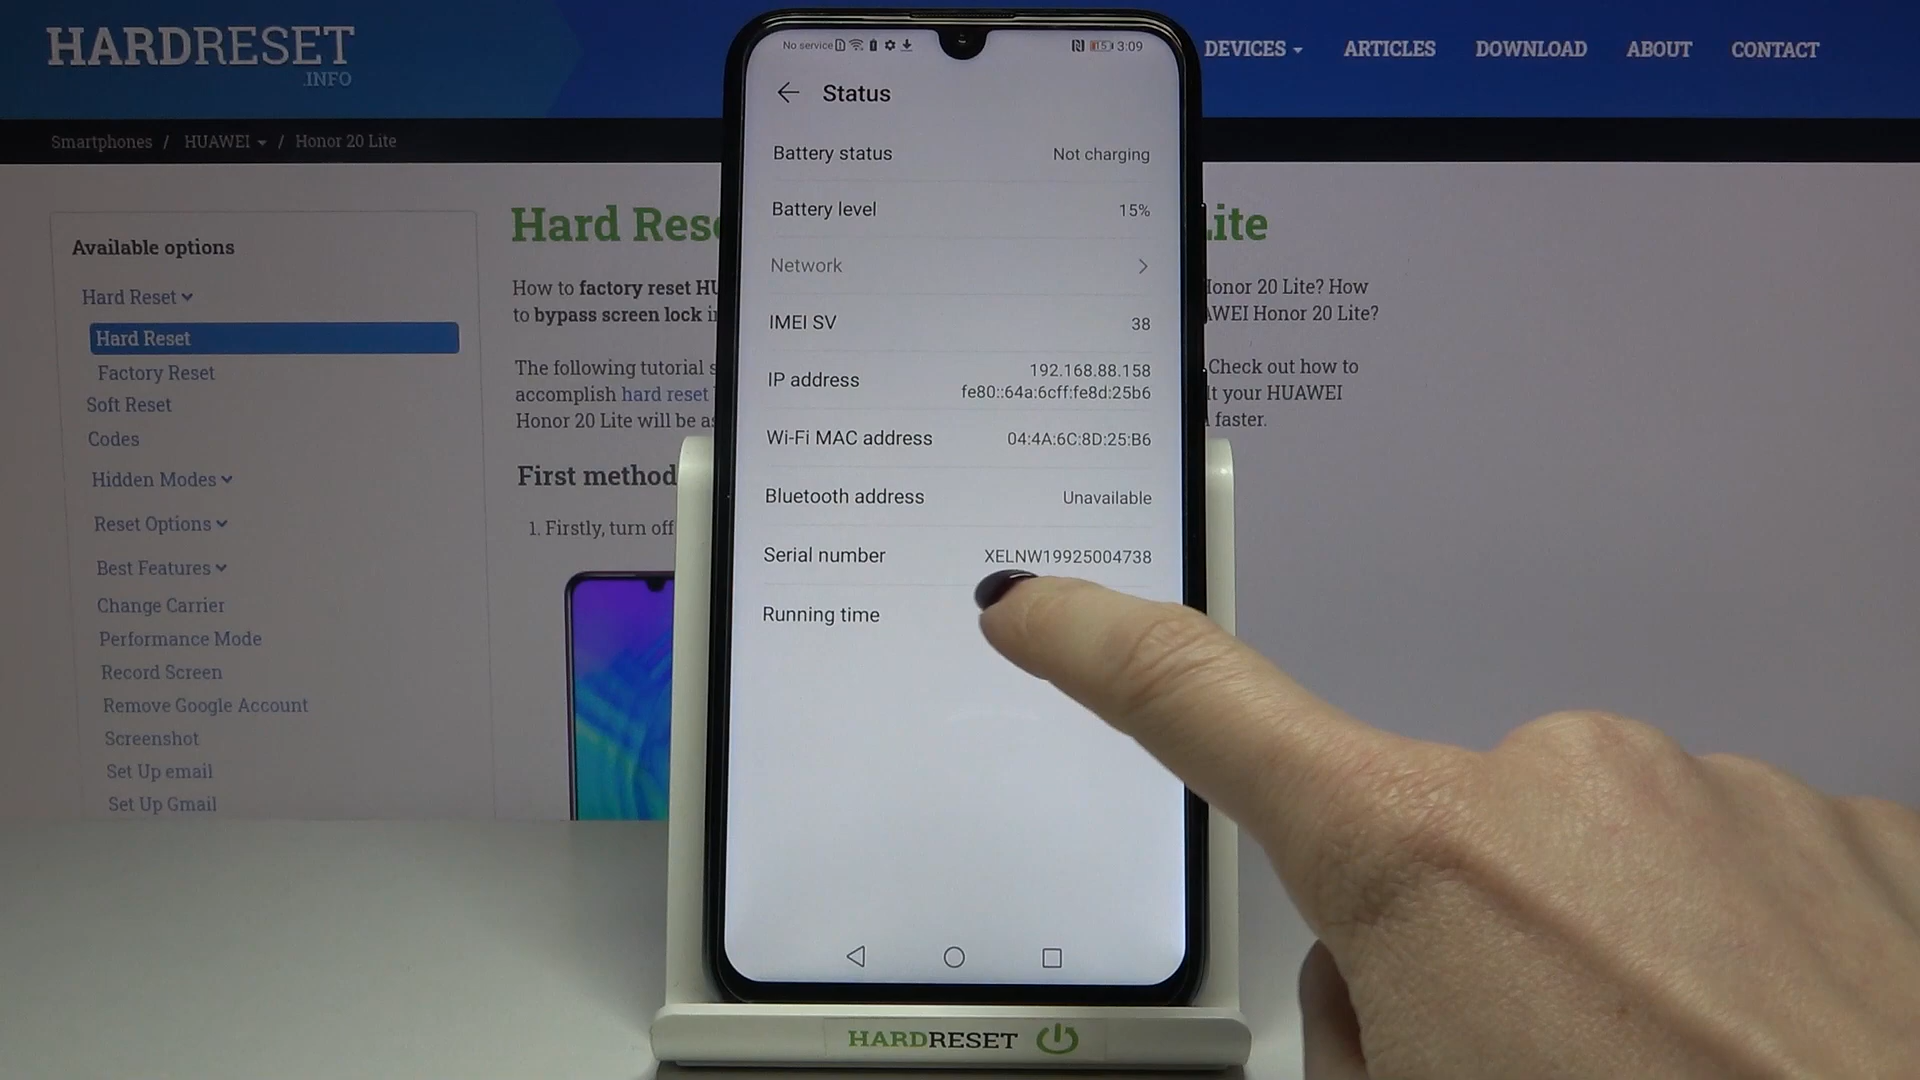 HARDRESET
.INFO
DEVICES
ARTICLES
DOWNLOAD
ABOUT
CONTACT
Smartphones / HUAWEI / Honor 20 Lite
Available options
Hard Reset
Hard Reset
Factory Reset
Soft Reset
Codes
Hidden Modes
Reset Options
Best Features
Change Carrier
Performance Mode
Record Screen
Remove Google Account
Screenshot
Set Up email
Set Up Gmail
Hard Res
Lite
How to factory reset HU
to bypass screen lock i
Honor 20 Lite? How
AWEI Honor 20 Lite?
The following tutorial s
accomplish hard reset
Honor 20 Lite will be as
Check out how to
lt your HUAWEI
faster.
First method
1. Firstly, turn off
No service
15
3:09
Status
Battery status Not charging
Battery level 15%
Network
IMEI SV 38
IP address 192.168.88.158
fe80::64a:6cff:fe8d:25b6
Wi-Fi MAC address 04:4A:6C:8D:25:B6
Bluetooth address Unavailable
Serial number XELNW19925004738
Running time
HARDRESET